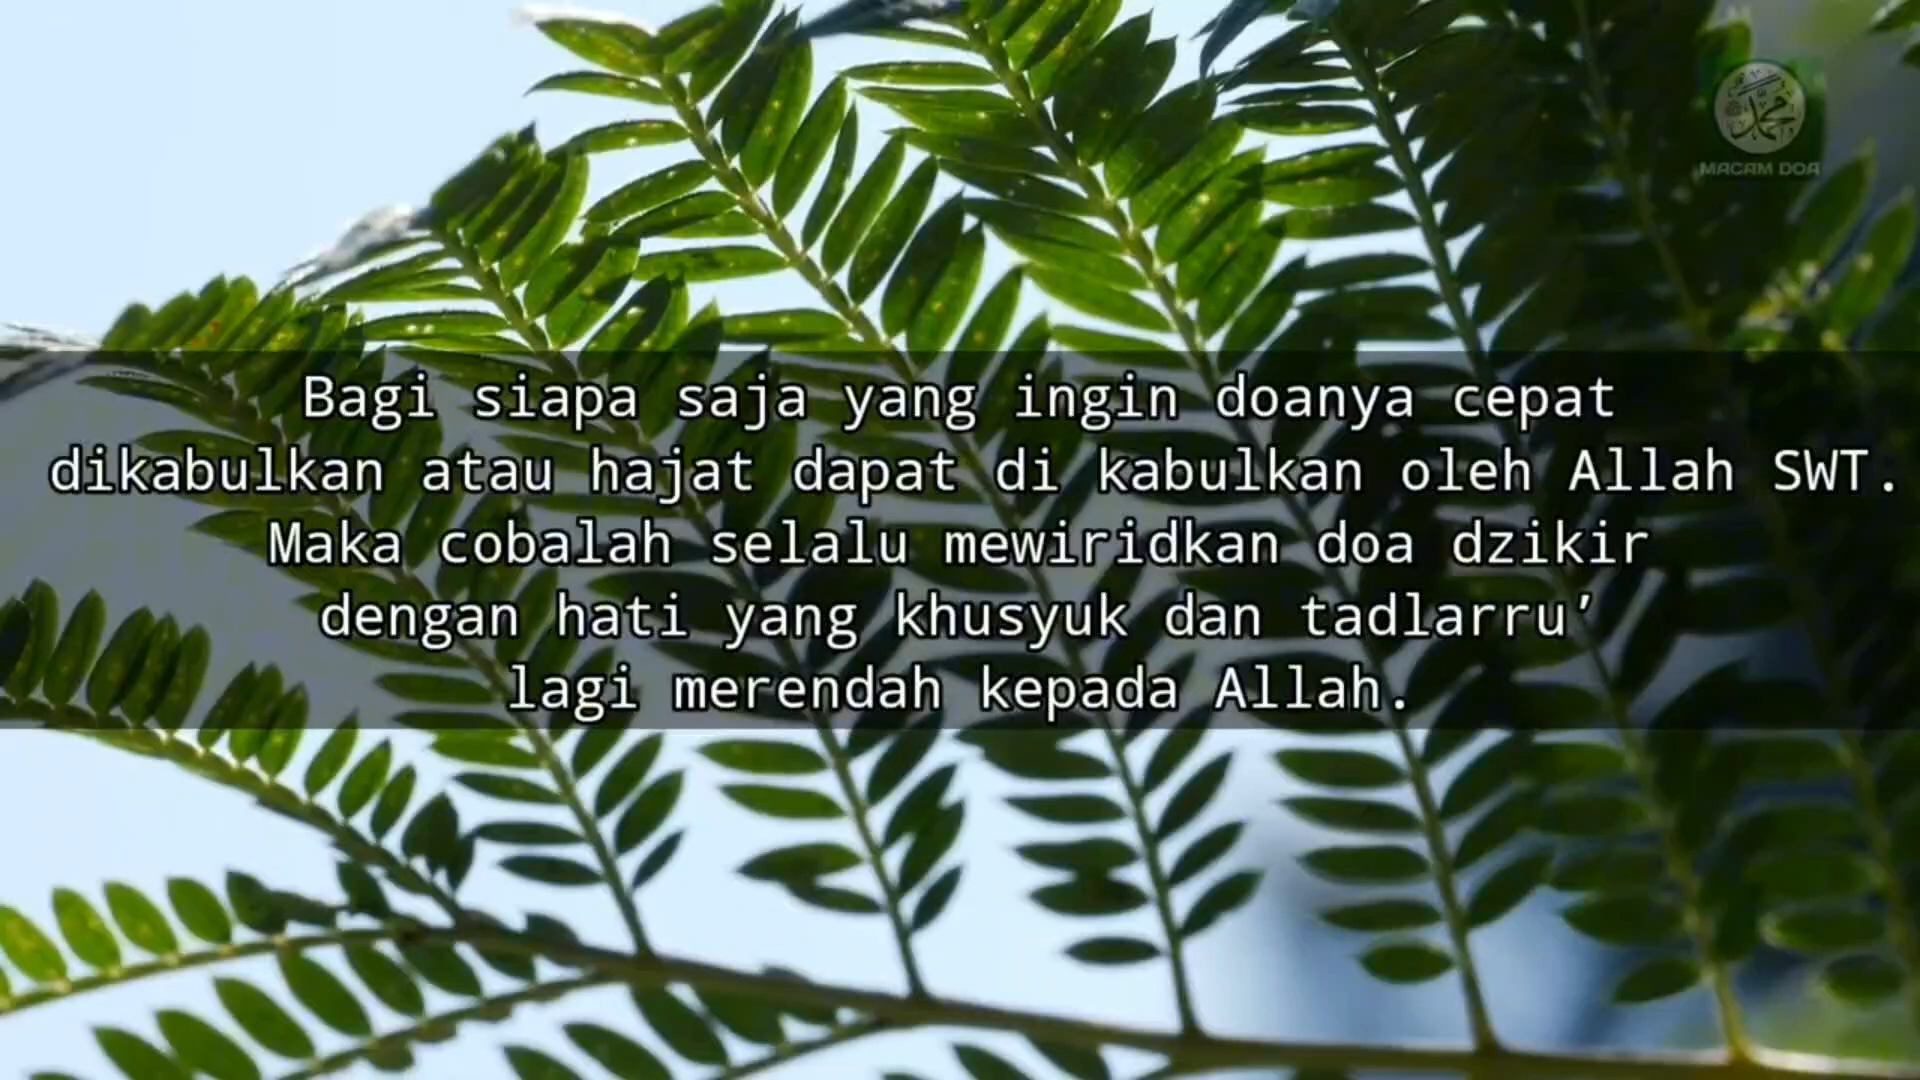 محمد
MACAM DOA
Bagi siapa saja yang ingin doanya cepat
dikabulkan atau hajat dapat di kabulkan oleh Allah SWT.
Maka cobalah selalu mewiridkan doa dzikir
dengan hati yang khusyuk dan tadlarru’
lagi merendah kepada Allah.